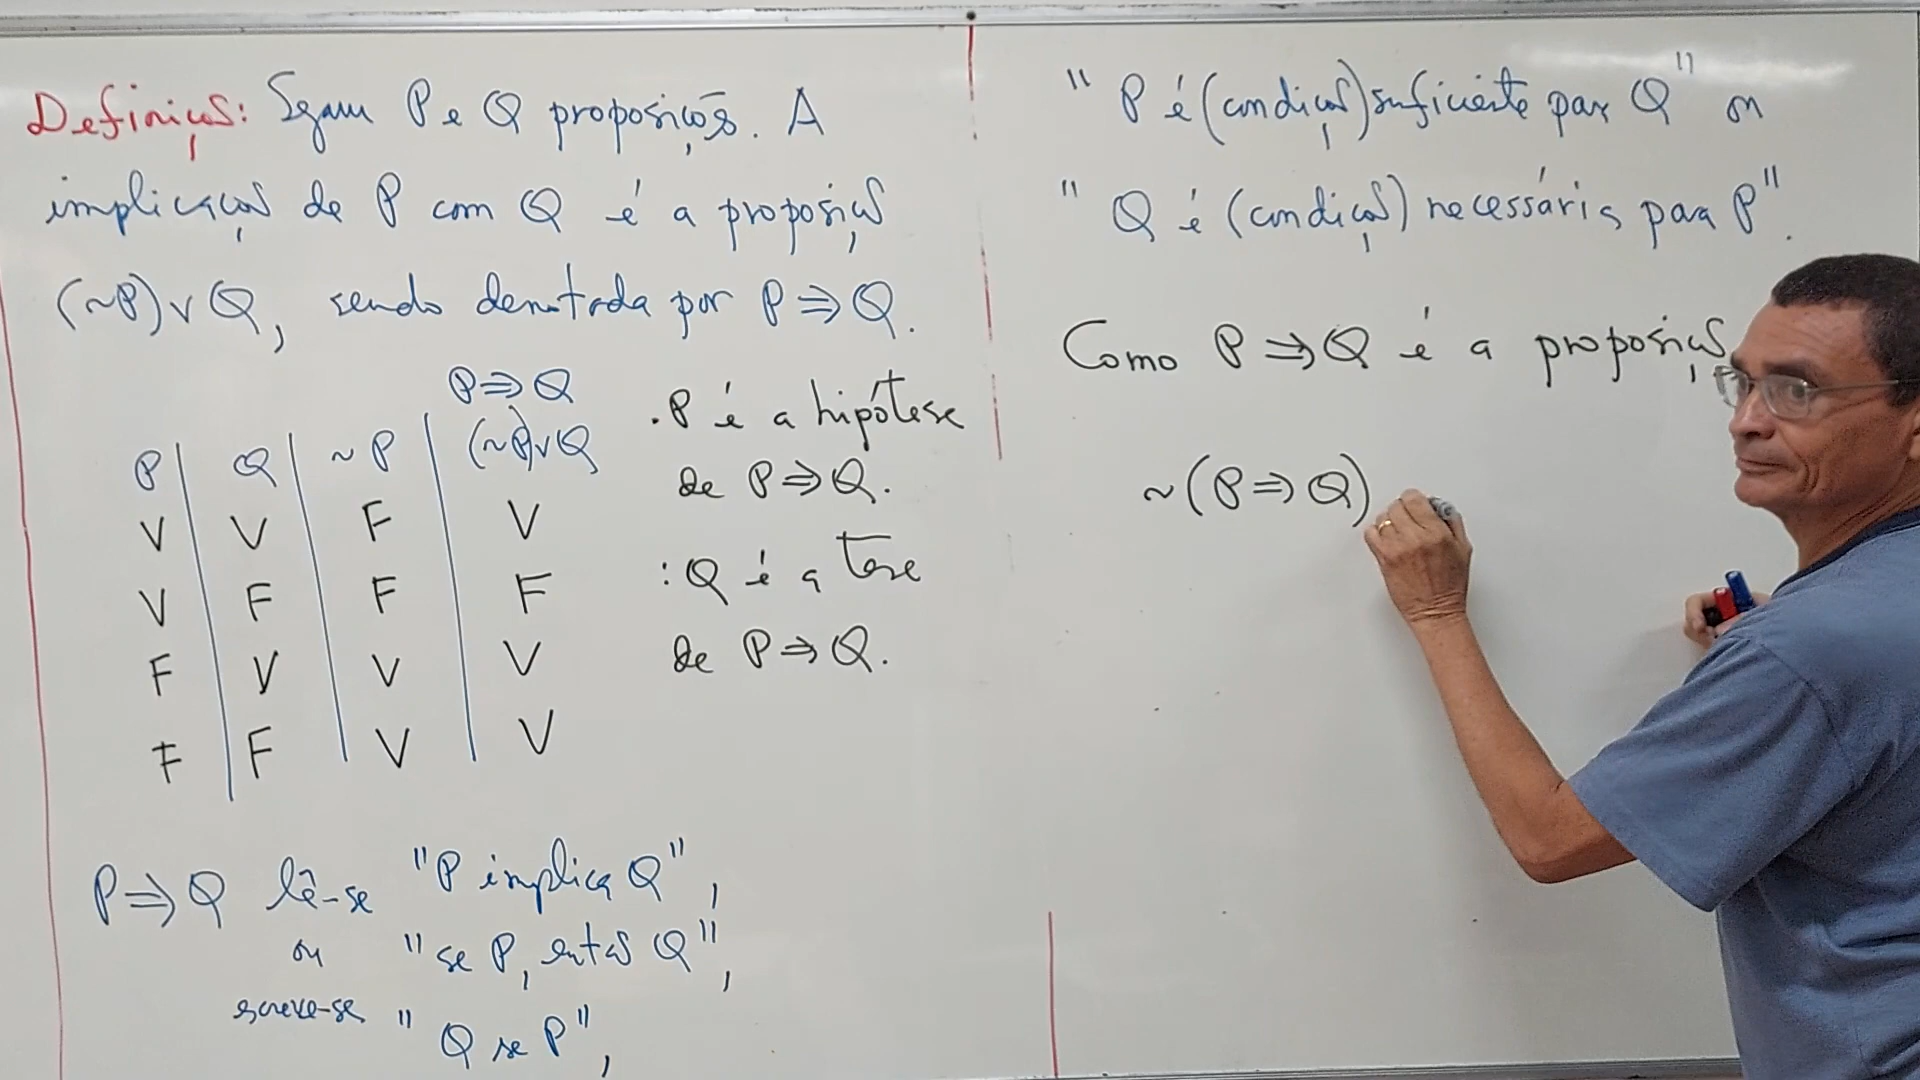 Definição: Sejam P e Q proposições. A
implicação de P com Q é a proposição
(~P)∨Q, sendo denotada por P⇒Q.
P⇒Q
P Q ~P (~P)∨Q
V V F V
V F F F
F V V V
F F V V
. P é a hipótese
de P⇒Q.
: Q é a tese
de P⇒Q.
P⇒Q lê-se "P implica Q",
ou "se P, então Q",
escreve-se "Q se P",
"P é (condição) suficiente para Q" ou
"Q é (condição) necessária para P".
Como P⇒Q é a proposição
~(P⇒Q)